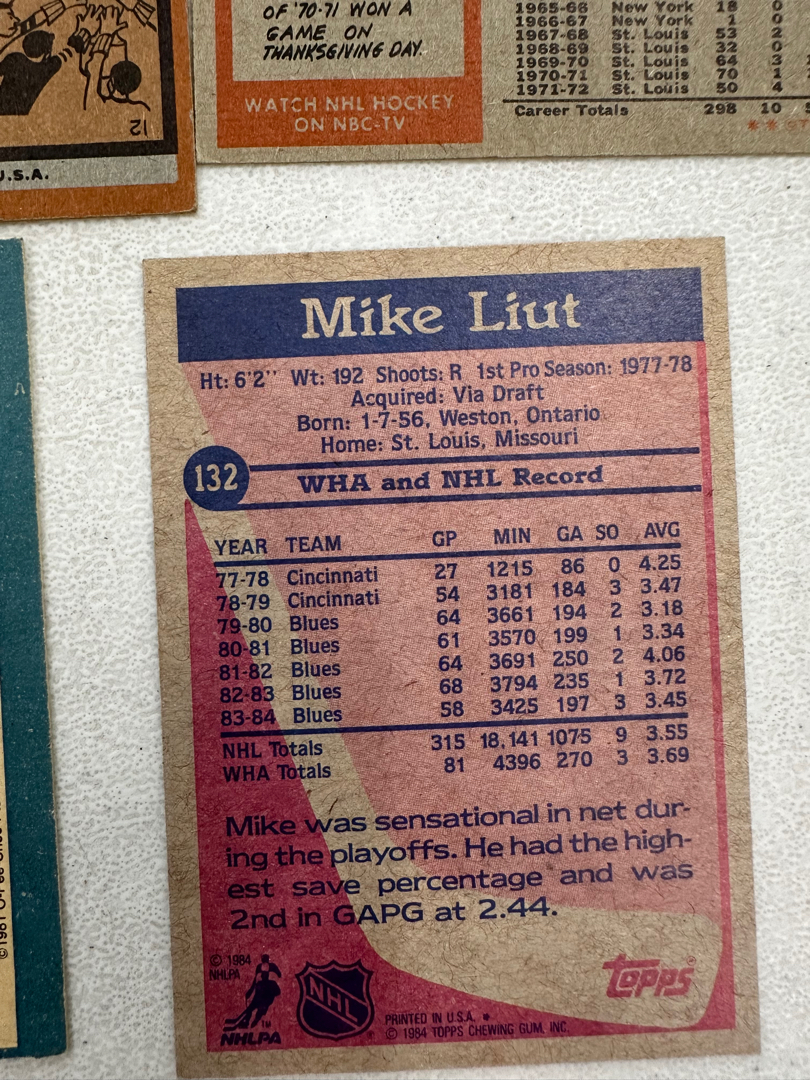 OF '70-71 WON A
GAME ON
THANKSGIVING DAY.
WATCH NHL HOCKEY
ON NBC-TV
1965-66 New York 18 0
1966-67 New York 1 0
1967-68 St. Louis 53 2
1968-69 St. Louis 32 0
1969-70 St. Louis 64 3
1970-71 St. Louis 70 1
1971-72 St. Louis 50 4
Career Totals 298 10
12
U.S.A.
Mike Liut
Ht: 6'2'' Wt: 192 Shoots: R 1st Pro Season: 1977-78
Acquired: Via Draft
Born: 1-7-56, Weston, Ontario
Home: St. Louis, Missouri
132 WHA and NHL Record
YEAR TEAM GP MIN GA SO AVG
77-78 Cincinnati 27 1215 86 0 4.25
78-79 Cincinnati 54 3181 184 3 3.47
79-80 Blues 64 3661 194 2 3.18
80-81 Blues 61 3570 199 1 3.34
81-82 Blues 64 3691 250 2 4.06
82-83 Blues 68 3794 235 1 3.72
83-84 Blues 58 3425 197 3 3.45
NHL Totals 315 18,141 1075 9 3.55
WHA Totals 81 4396 270 3 3.69
Mike was sensational in net dur-
ing the playoffs. He had the high-
est save percentage and was
2nd in GAPG at 2.44.
© 1984
NHLPA
NHLPA
NHL
topps
PRINTED IN U.S.A. *
© 1984 TOPPS CHEWING GUM, INC.
©1981